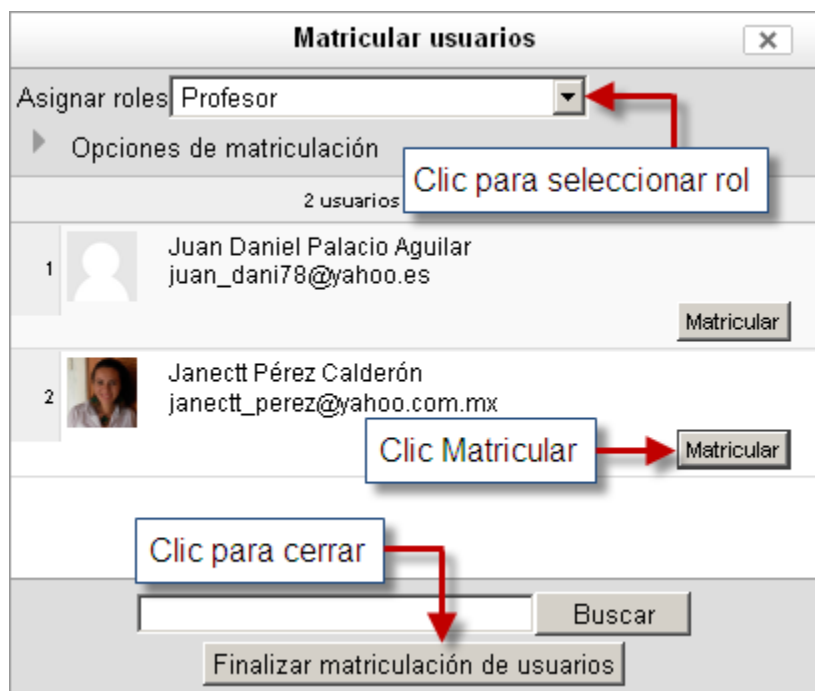 Matricular usuarios
Asignar roles Profesor
Opciones de matriculación
Clic para seleccionar rol
2 usuarios
1
Juan Daniel Palacio Aguilar
juan_dani78@yahoo.es
Matricular
2
Janectt Pérez Calderón
janectt_perez@yahoo.com.mx
Clic Matricular
Matricular
Clic para cerrar
Buscar
Finalizar matriculación de usuarios